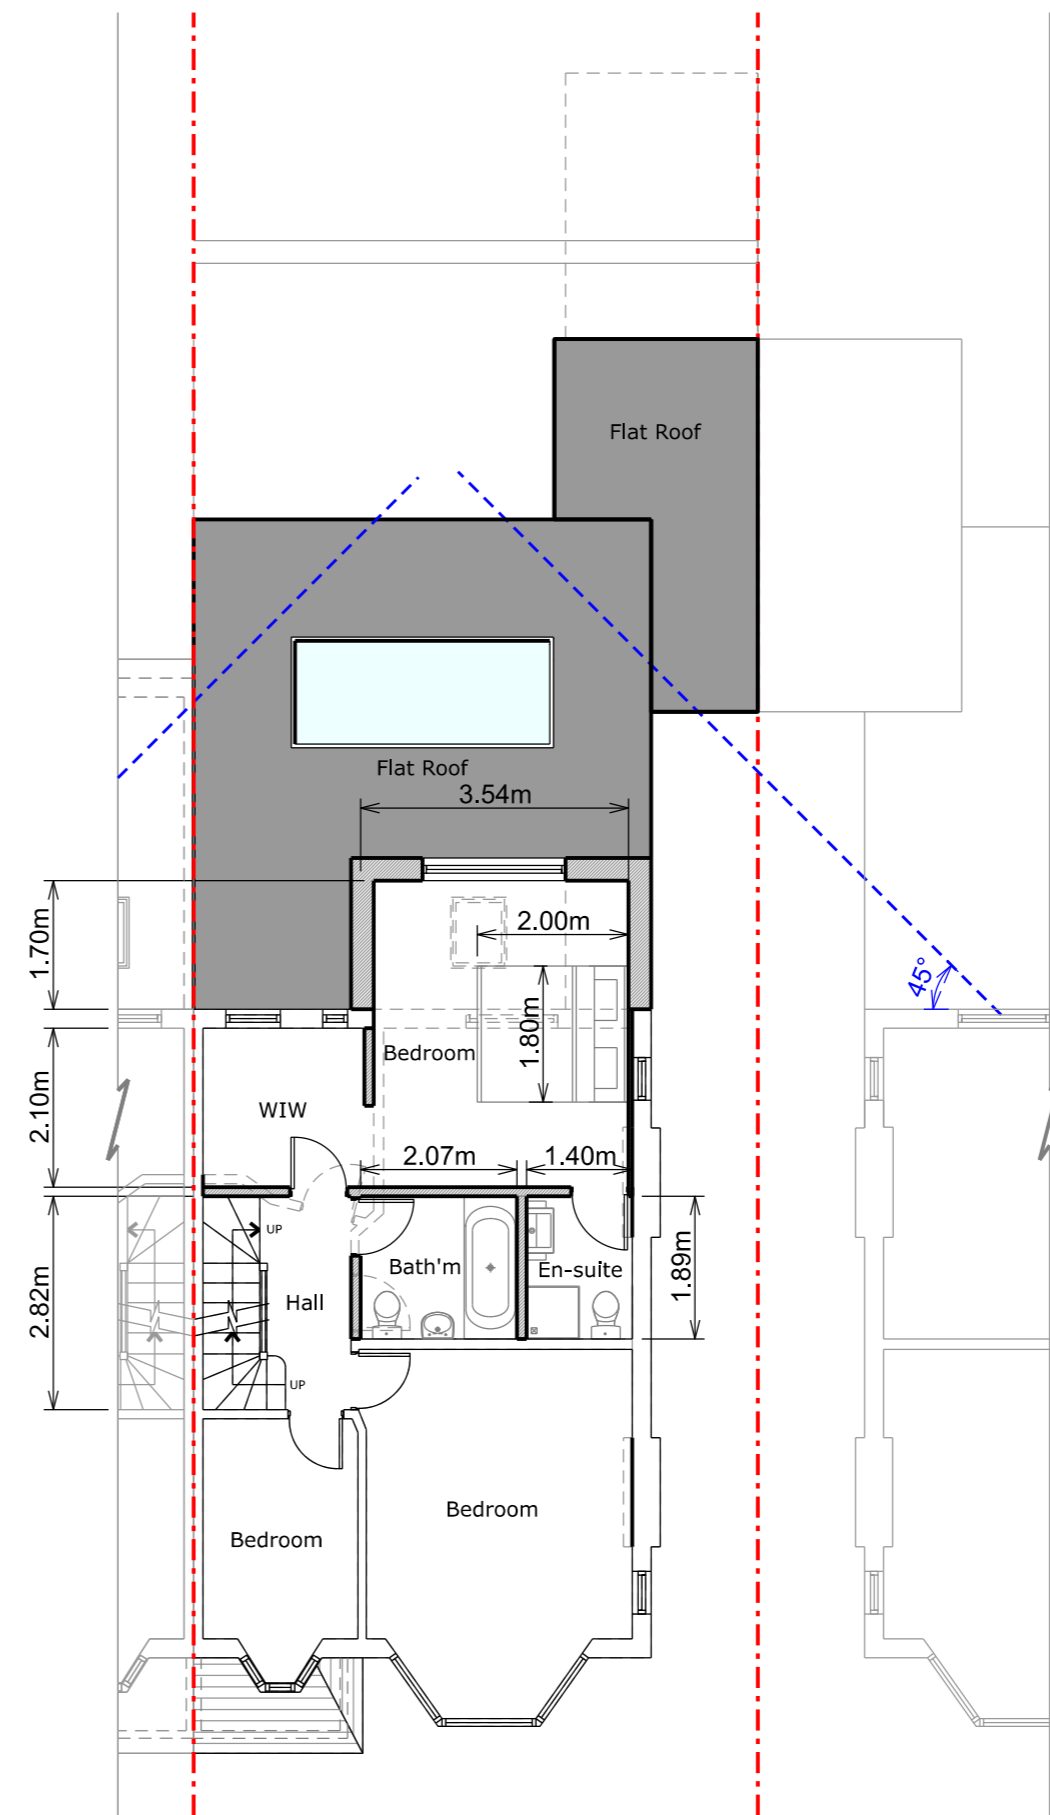 Flat Roof
Flat Roof
3.54m
1.70m
2.00m
45°
1.80m
Bedroom
2.10m
WIW
2.07m
1.40m
UP
2.82m
Bath'm
En-suite
1.89m
Hall
UP
Bedroom
Bedroom